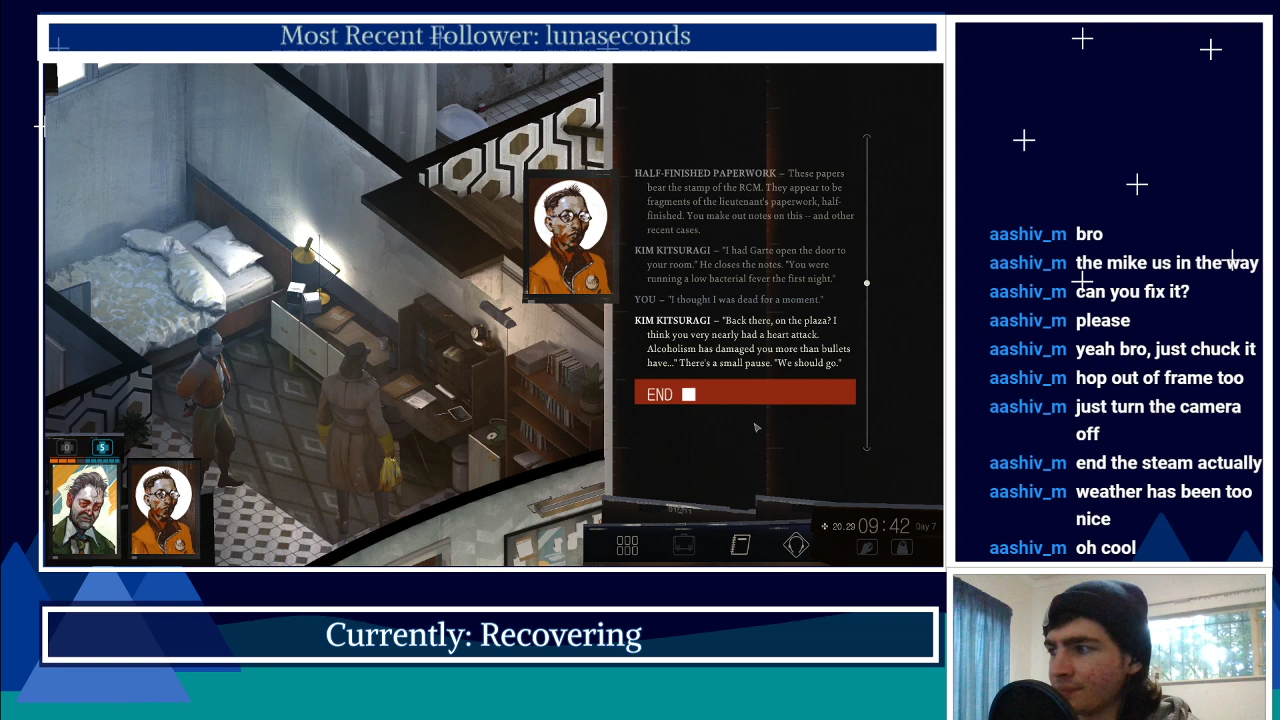 Most Recent Follower: lunaseconds
HALF-FINISHED PAPERWORK – These papers
bear the stamp of the RCM. They appear to be
fragments of the lieutenant's paperwork, half-
finished. You make out notes on this -- and other
recent cases.
KIM KITSURAGI – "I had Garte open the door to
your room." He closes the notes. "You were
running a low bacterial fever the first night."
YOU – "I thought I was dead for a moment."
KIM KITSURAGI – "Back there, on the plaza? I
think you very nearly had a heart attack.
Alcoholism has damaged you more than bullets
have..." There's a small pause. "We should go."
END
S
20.29 09:42 Day 7
aashiv_m bro
aashiv_m the mike us in the way
aashiv_m can you fix it?
aashiv_m please
aashiv_m yeah bro, just chuck it
aashiv_m hop out of frame too
aashiv_m just turn the camera
off
aashiv_m end the steam actually
aashiv_m weather has been too
nice
aashiv_m oh cool
Currently: Recovering